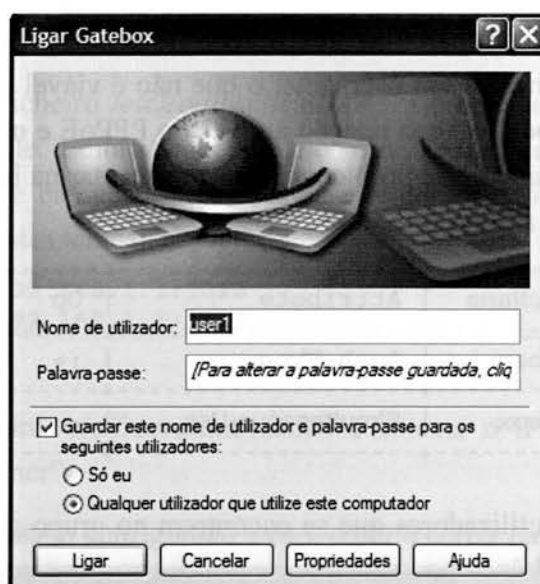 Ligar Gatebox
Nome de utilizador: user1
Palavra-passe: [Para alterar a palavra-passe guardada, cliq
Guardar este nome de utilizador e palavra-passe para os
seguintes utilizadores:
Só eu
Qualquer utilizador que utilize este computador
Ligar Cancelar Propriedades Ajuda